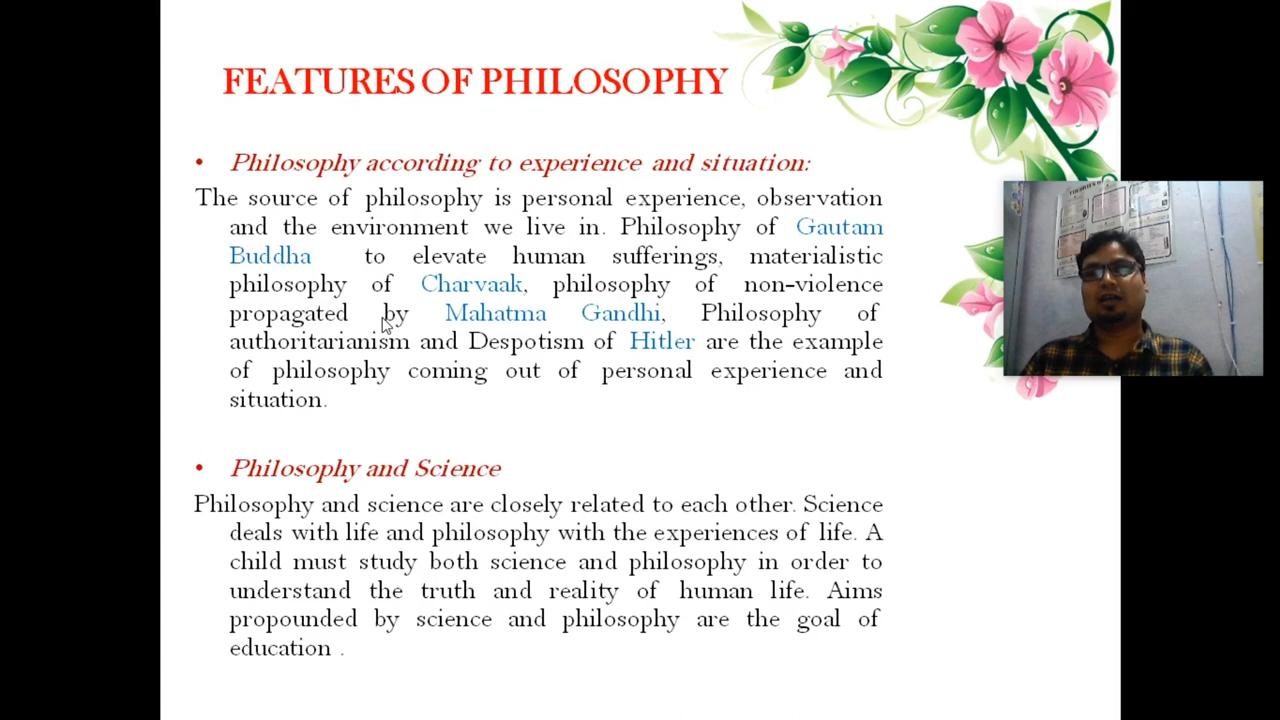 FEATURES OF PHILOSOPHY
• Philosophy according to experience and situation:
The source of philosophy is personal experience, observation
and the environment we live in. Philosophy of Gautam
Buddha to elevate human sufferings, materialistic
philosophy of Charvaak, philosophy of non-violence
propagated by Mahatma Gandhi, Philosophy of
authoritarianism and Despotism of Hitler are the example
of philosophy coming out of personal experience and
situation.
• Philosophy and Science
Philosophy and science are closely related to each other. Science
deals with life and philosophy with the experiences of life. A
child must study both science and philosophy in order to
understand the truth and reality of human life. Aims
propounded by science and philosophy are the goal of
education .